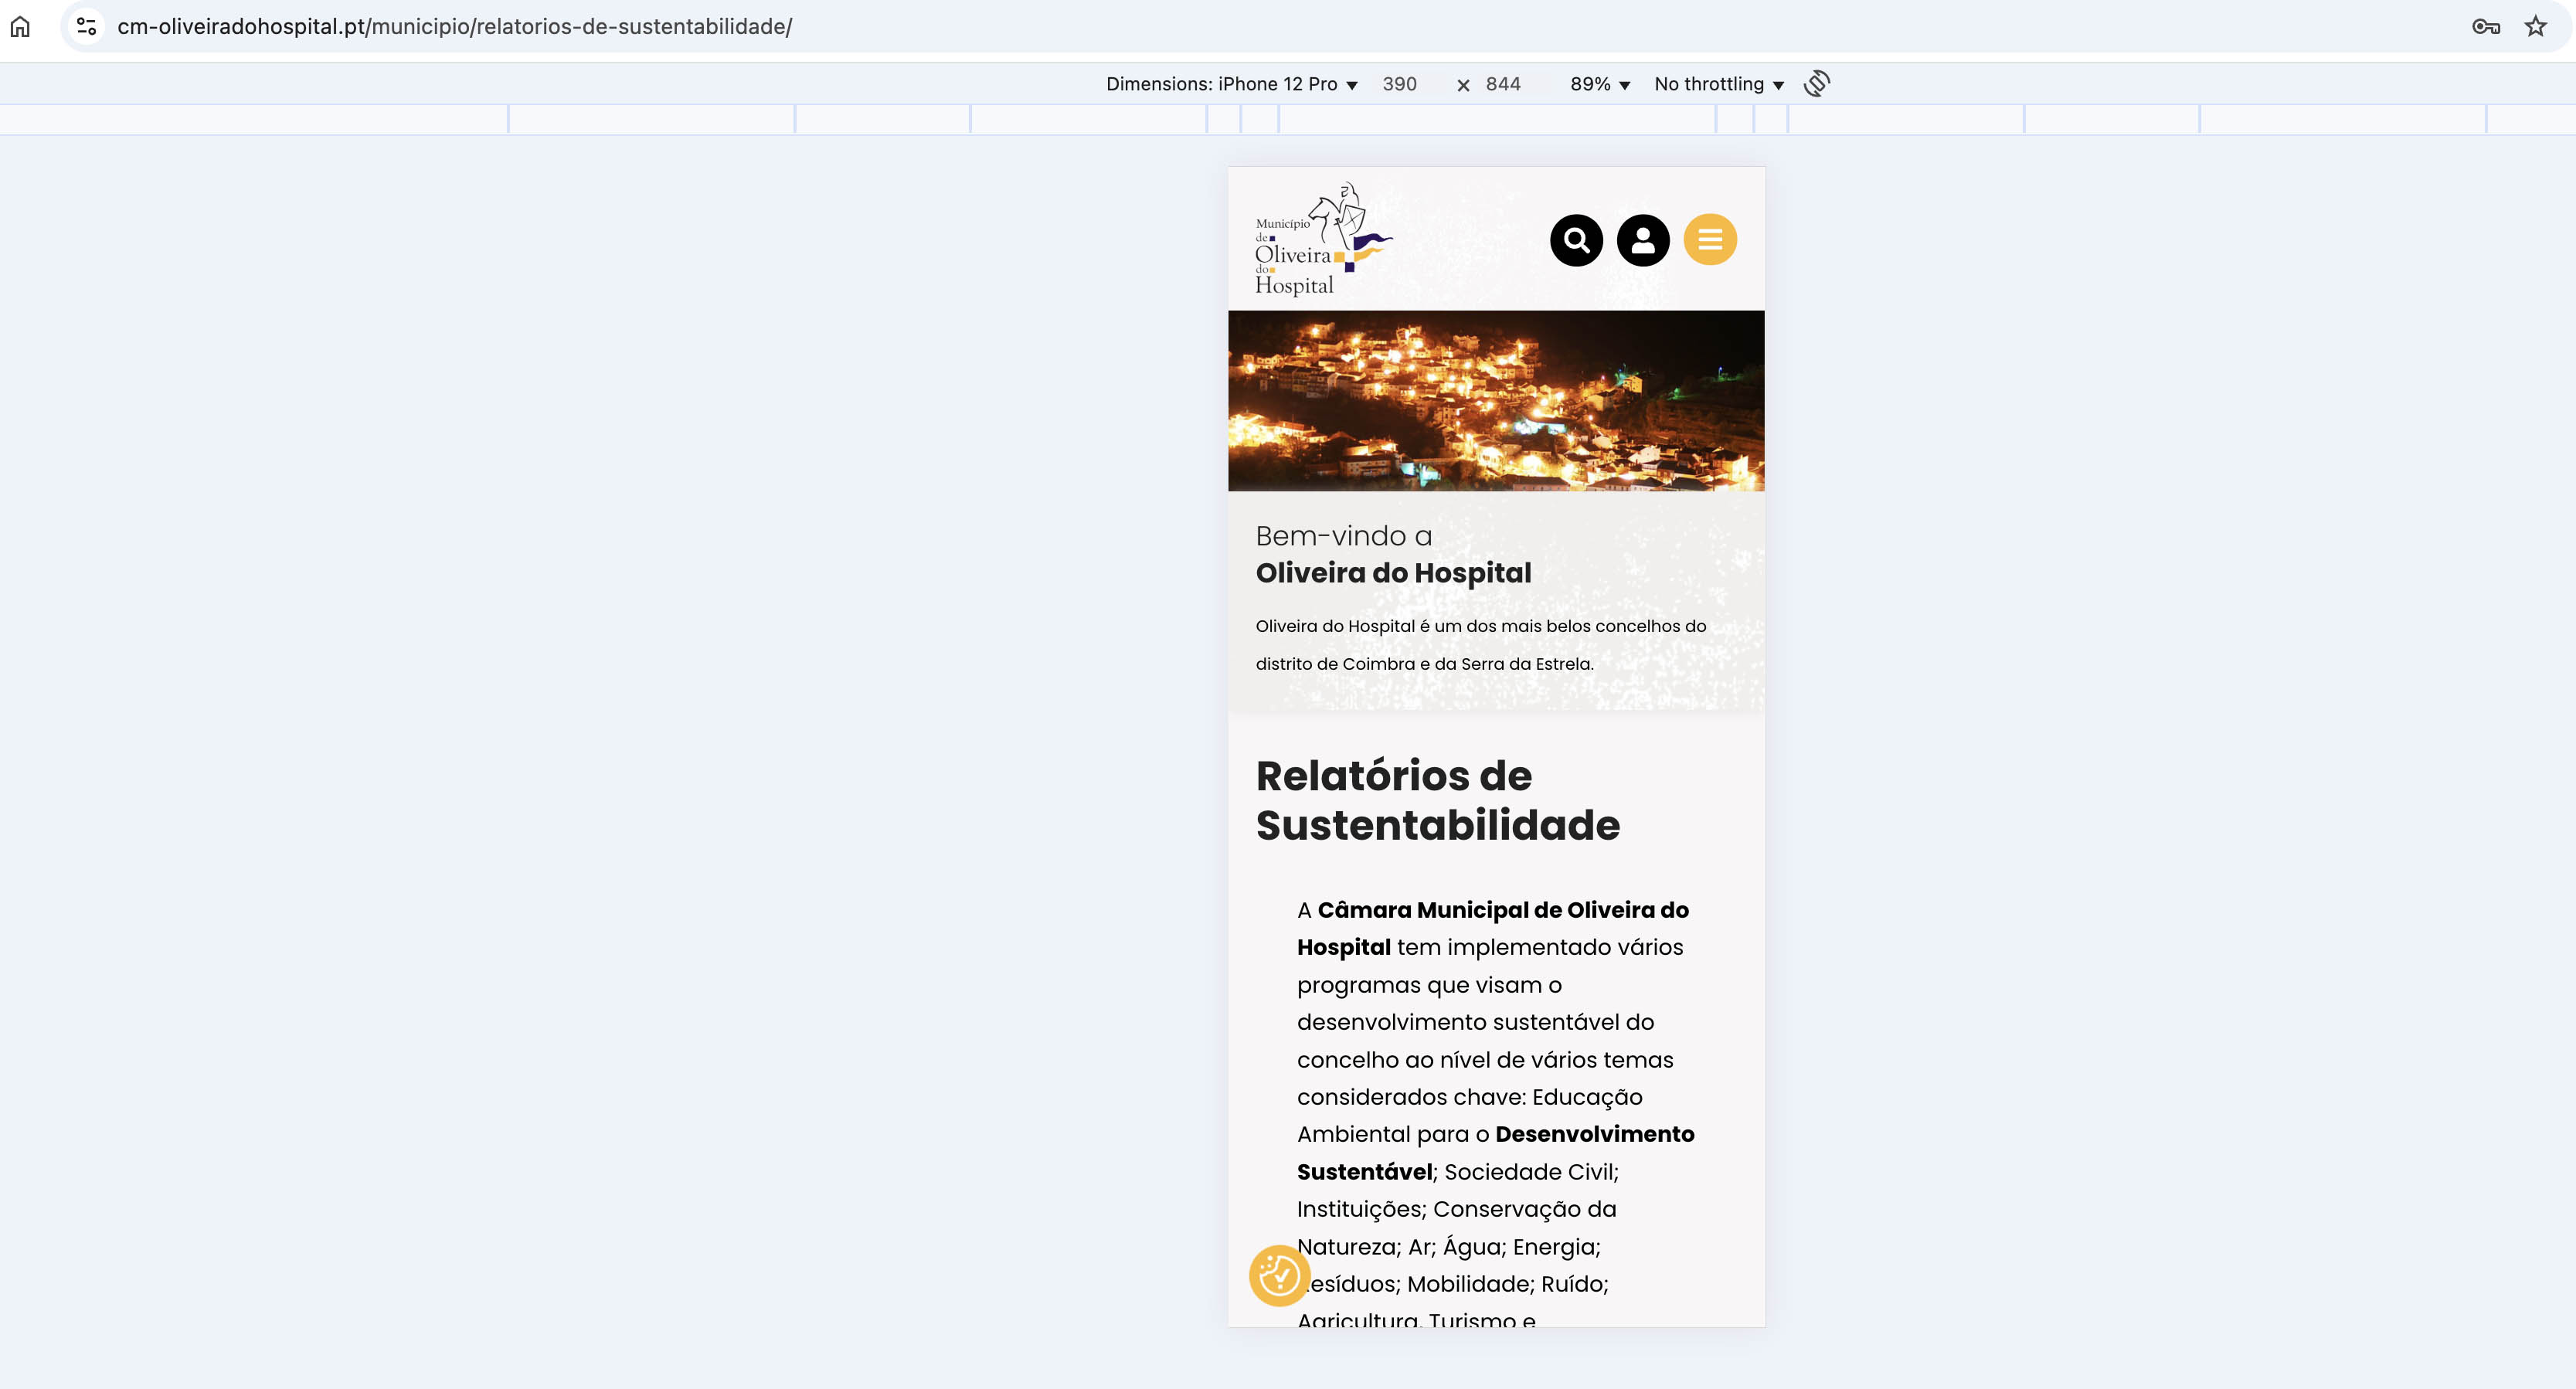 cm-oliveiradohospital.pt/municipio/relatorios-de-sustentabilidade/
Dimensions: iPhone 12 Pro ▼ 390 × 844 89% ▼ No throttling ▼
Município
de
Oliveira
do
Hospital
Bem-vindo a
Oliveira do Hospital
Oliveira do Hospital é um dos mais belos concelhos do
distrito de Coimbra e da Serra da Estrela.
Relatórios de
Sustentabilidade
A Câmara Municipal de Oliveira do
Hospital tem implementado vários
programas que visam o
desenvolvimento sustentável do
concelho ao nível de vários temas
considerados chave: Educação
Ambiental para o Desenvolvimento
Sustentável; Sociedade Civil;
Instituições; Conservação da
Natureza; Ar; Água; Energia;
esíduos; Mobilidade; Ruído;
Agricultura, Turismo e